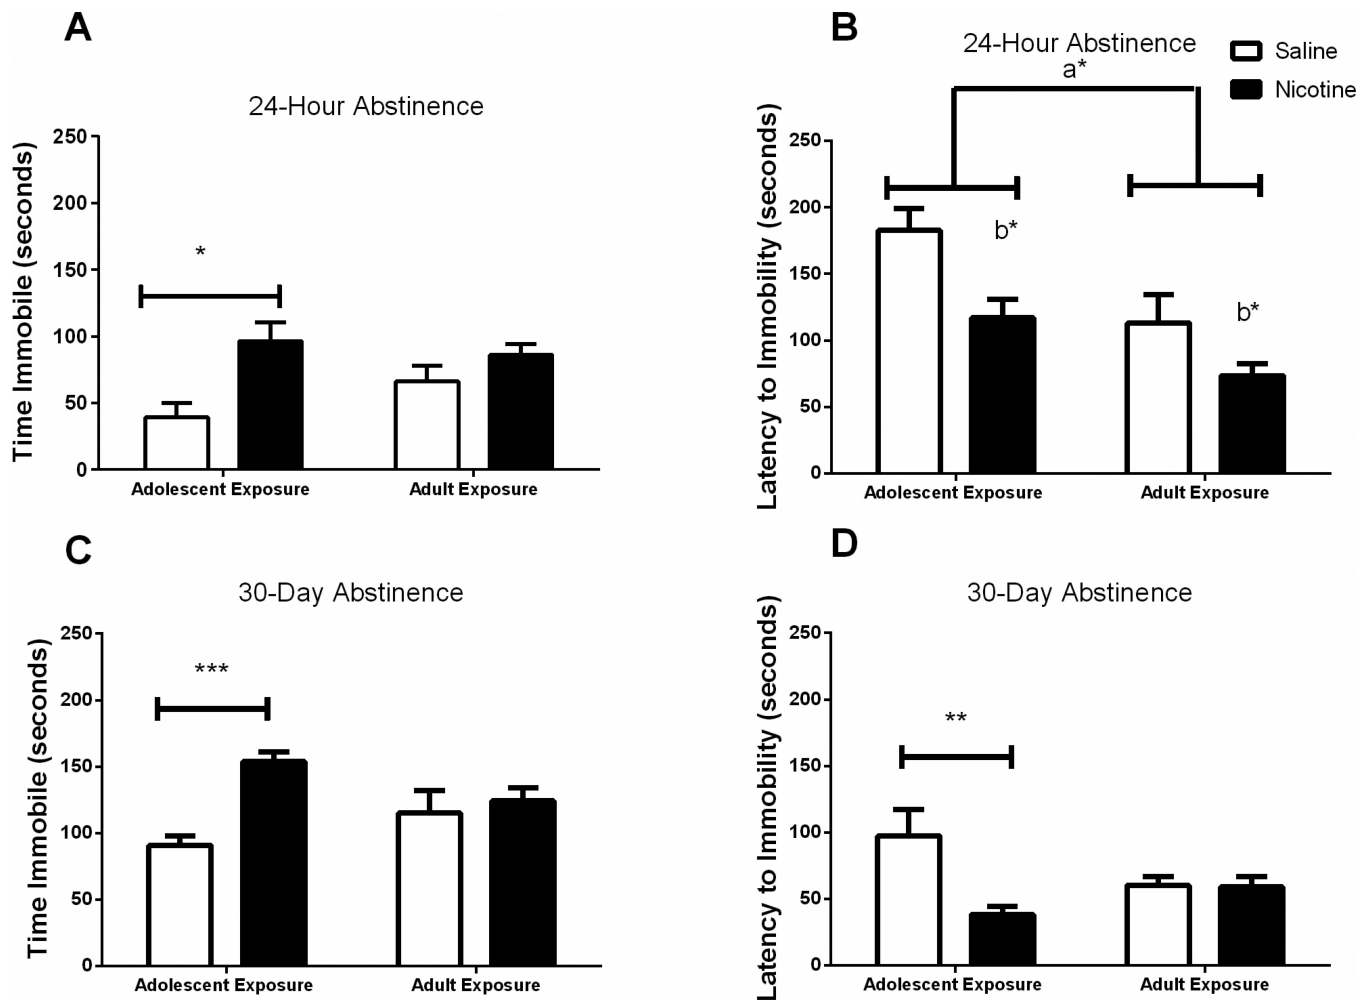 A
24-Hour Abstinence
Time Immobile (seconds)
250
200
150
100
50
0
*
Adolescent Exposure
Adult Exposure
B
24-Hour Abstinence
Saline
Nicotine
a*
Latency to Immobility (seconds)
250
200
150
100
50
0
b*
b*
Adolescent Exposure
Adult Exposure
C
30-Day Abstinence
Time Immobile (seconds)
250
200
150
100
50
0
***
Adolescent Exposure
Adult Exposure
D
30-Day Abstinence
Latency to Immobility (seconds)
250
200
150
100
50
0
**
Adolescent Exposure
Adult Exposure